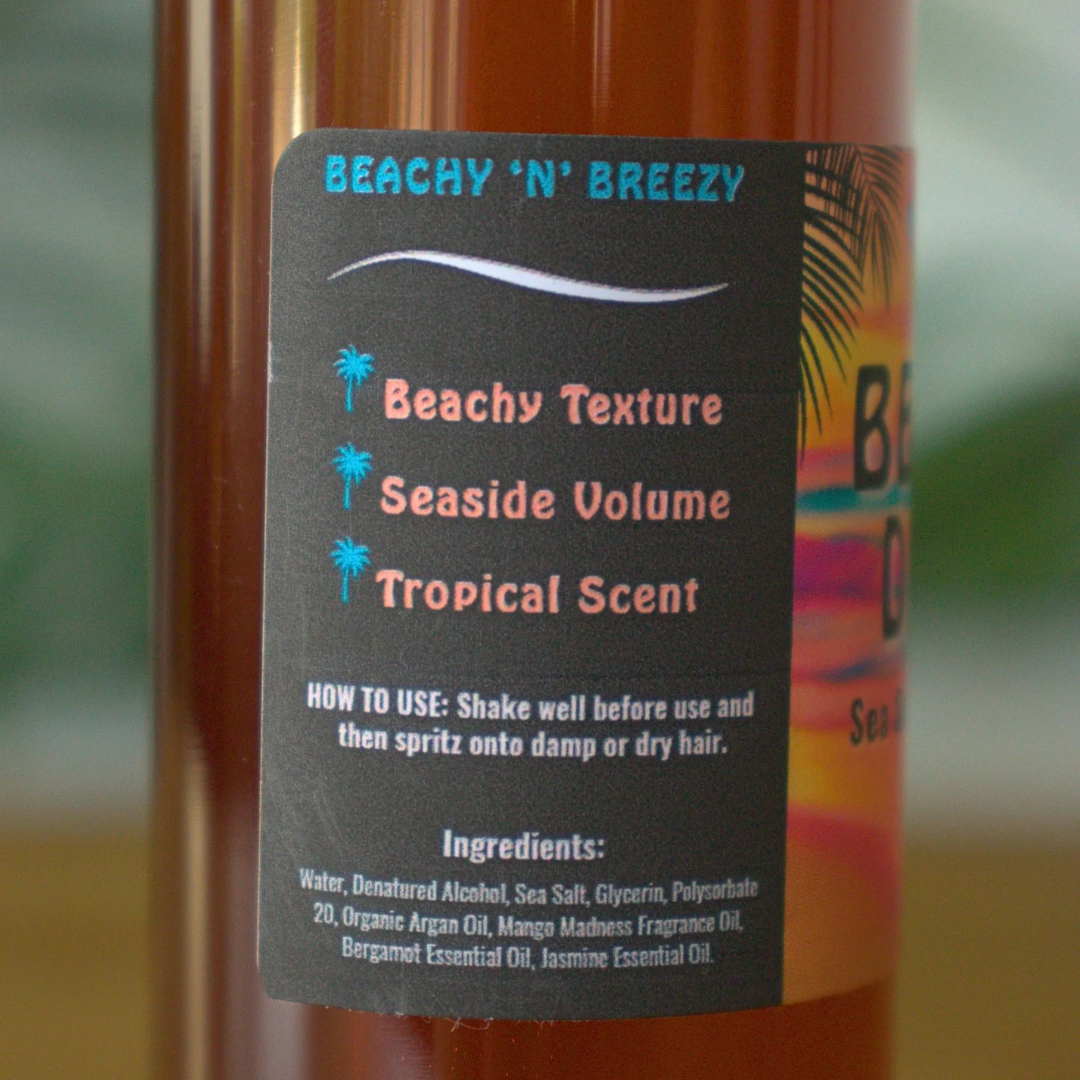 BEACHY 'N' BREEZY
Beachy Texture
Seaside Volume
Tropical Scent
HOW TO USE: Shake well before use and
then spritz onto damp or dry hair.
Ingredients:
Water, Denatured Alcohol, Sea Salt, Glycerin, Polysorbate
20, Organic Argan Oil, Mango Madness Fragrance Oil,
Bergamot Essential Oil, Jasmine Essential Oil.
Sea